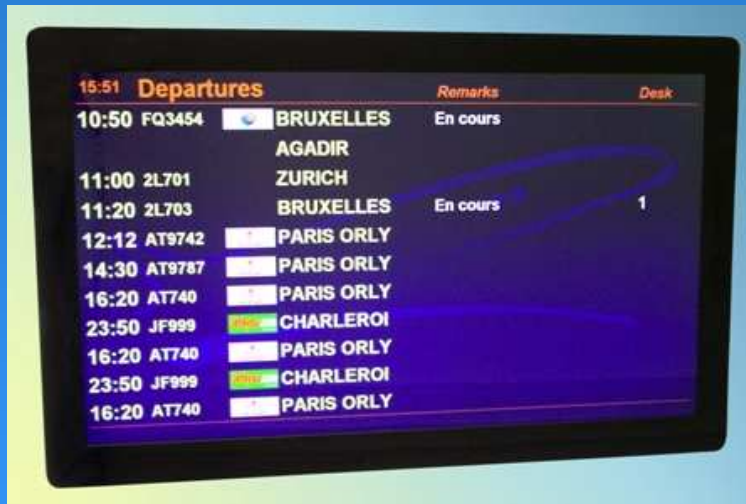 15:51 Departures Remarks Desk
10:50 FQ3454 BRUXELLES En cours
AGADIR
11:00 2L701 ZURICH
11:20 2L703 BRUXELLES En cours 1
12:12 AT9742 PARIS ORLY
14:30 AT9787 PARIS ORLY
16:20 AT740 PARIS ORLY
23:50 JF999 CHARLEROI
16:20 AT740 PARIS ORLY
23:50 JF999 CHARLEROI
16:20 AT740 PARIS ORLY